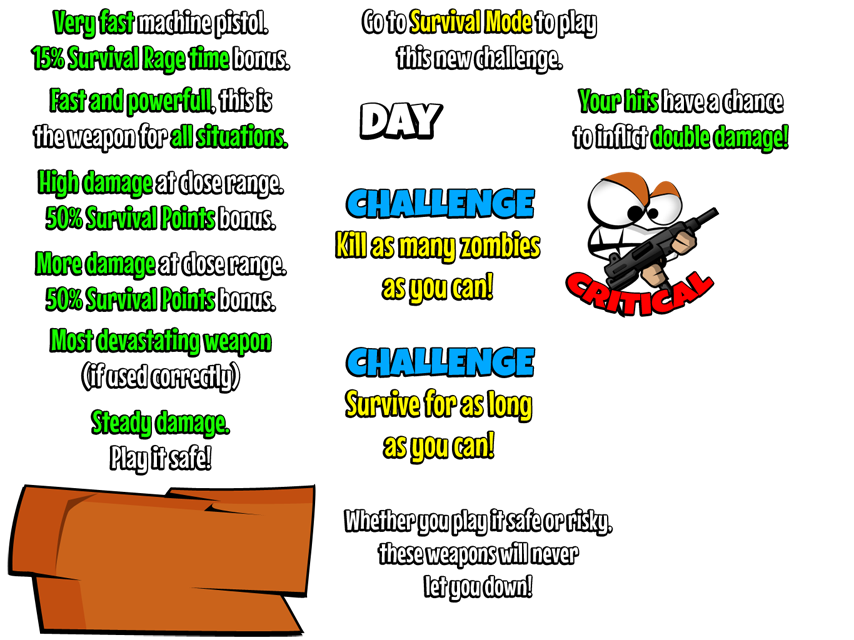 Very fast machine pistol.
15% Survival Rage time bonus.
Fast and powerfull, this is
the weapon for all situations.
High damage at close range.
50% Survival Points bonus.
More damage at close range.
50% Survival Points bonus.
Most devastating weapon
(if used correctly)
Steady damage.
Play it safe!
Go to Survival Mode to play
this new challenge.
DAY
CHALLENGE
Kill as many zombies
as you can!
CHALLENGE
Survive for as long
as you can!
Whether you play it safe or risky,
these weapons will never
let you down!
Your hits have a chance
to inflict double damage!
CRITICAL